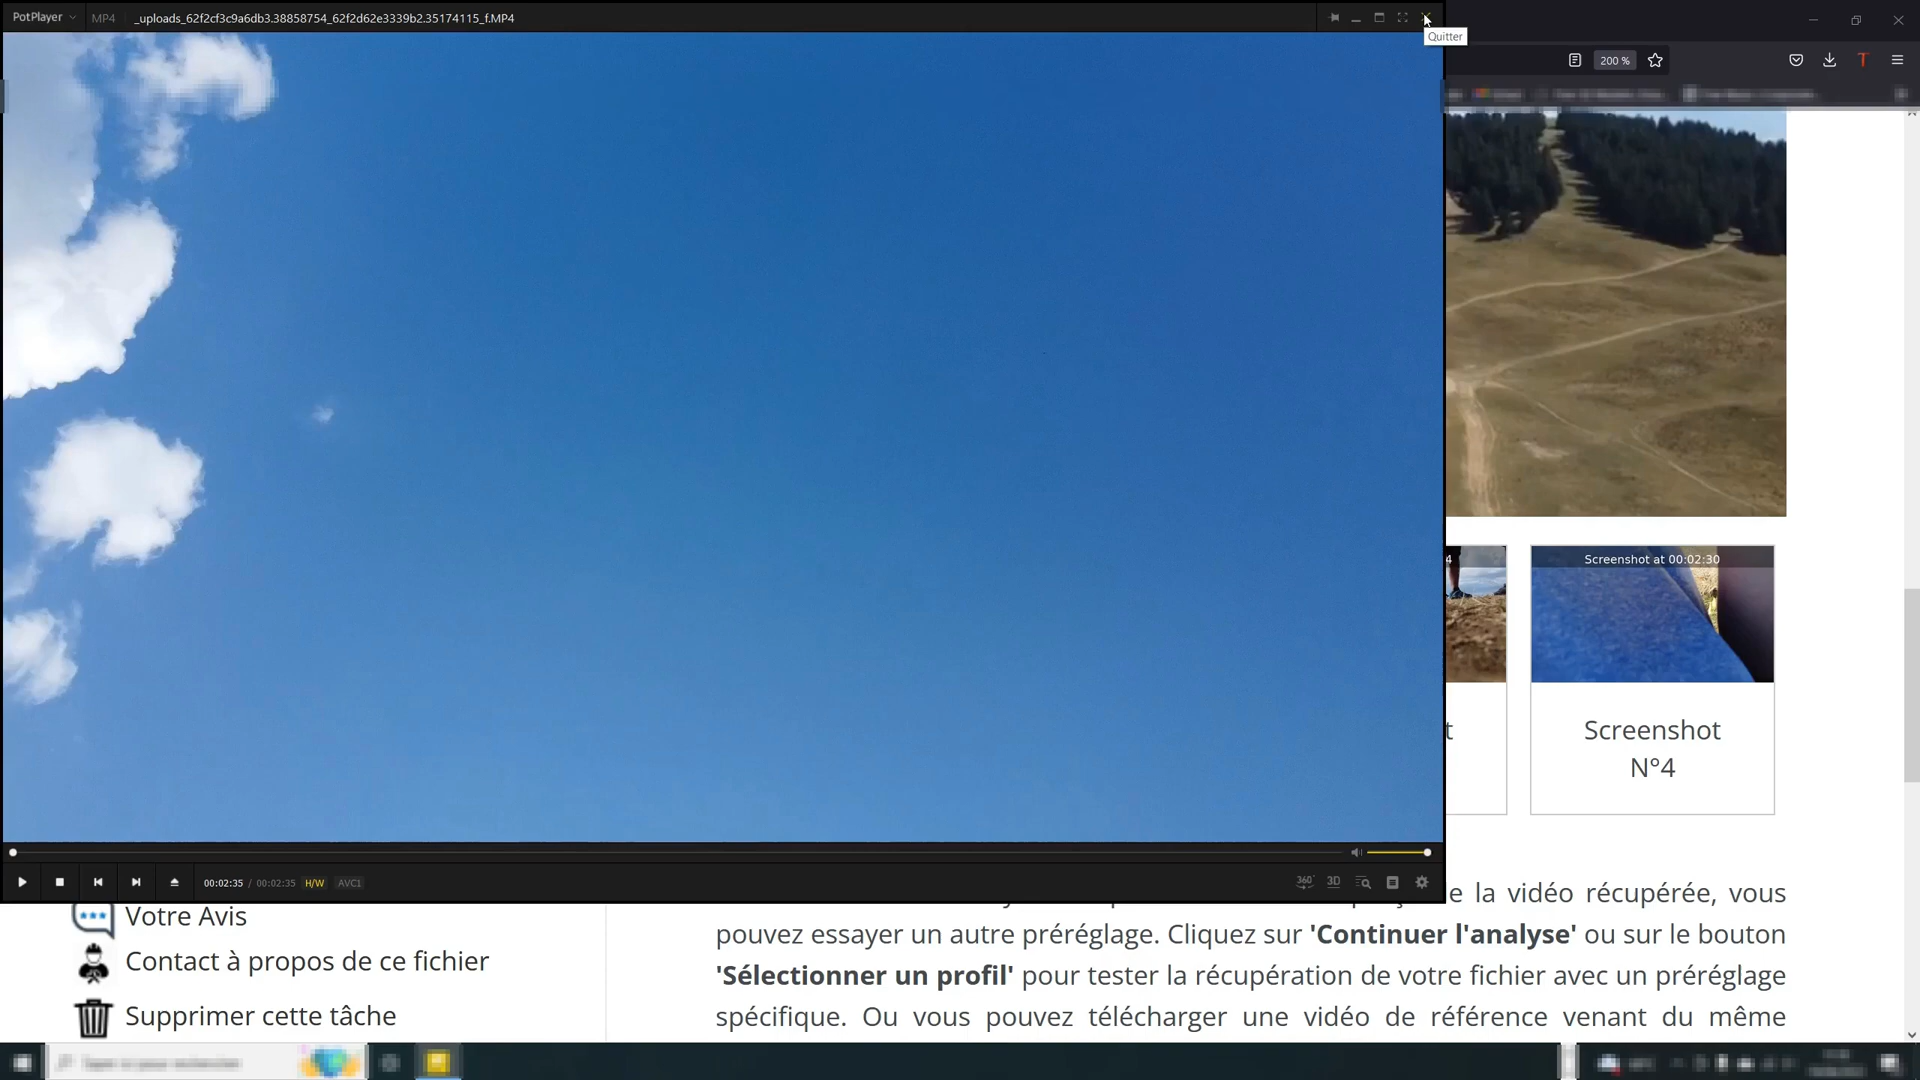 PotPlayer
MP4
_uploads_62f2cf3c9a6db3.38858754_62f2d62e3339b2.35174115_f.MP4
Quitter
200 %
4
Screenshot at 00:02:30
t
Screenshot
N°4
00:02:35 / 00:02:35 H/W AVC1
360°
3D
Votre Avis
Contact à propos de ce fichier
Supprimer cette tâche
e la vidéo récupérée, vous
pouvez essayer un autre préréglage. Cliquez sur 'Continuer l'analyse' ou sur le bouton
'Sélectionner un profil' pour tester la récupération de votre fichier avec un préréglage
spécifique. Ou vous pouvez télécharger une vidéo de référence venant du même